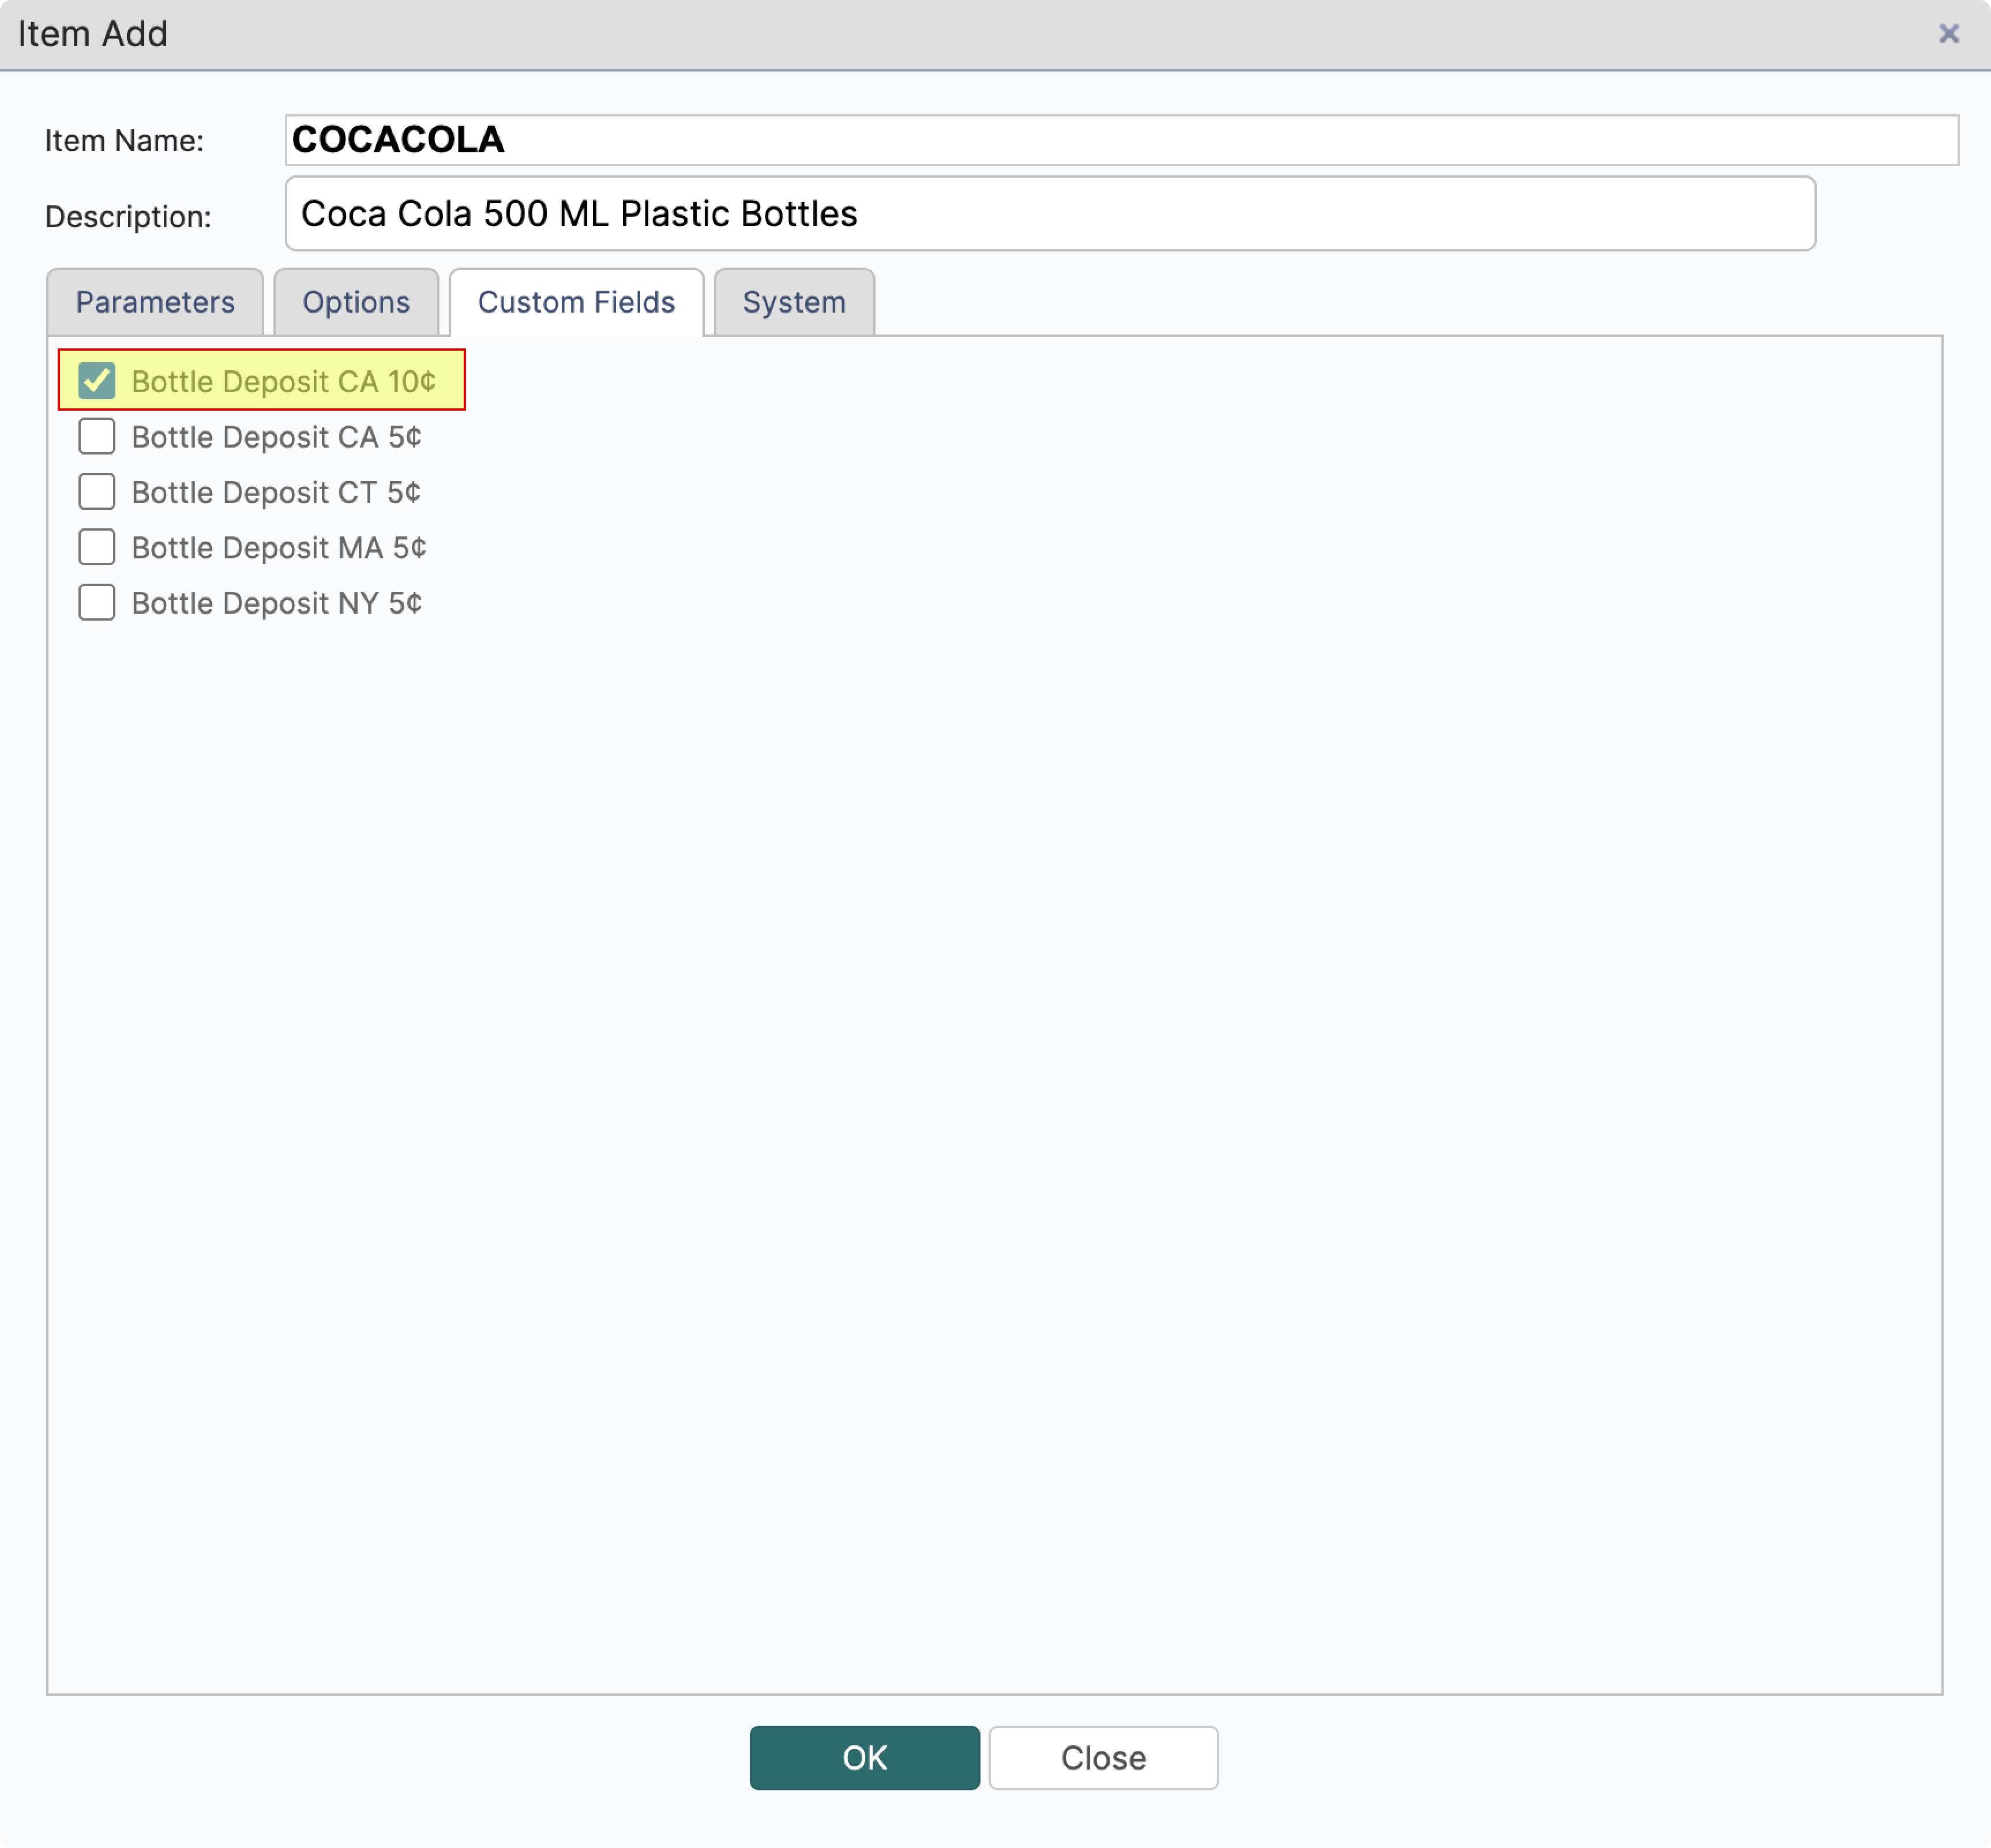 Item Add
Item Name: COCACOLA
Description: Coca Cola 500 ML Plastic Bottles
Parameters Options Custom Fields System
Bottle Deposit CA 10¢
Bottle Deposit CA 5¢
Bottle Deposit CT 5¢
Bottle Deposit MA 5¢
Bottle Deposit NY 5¢
OK Close